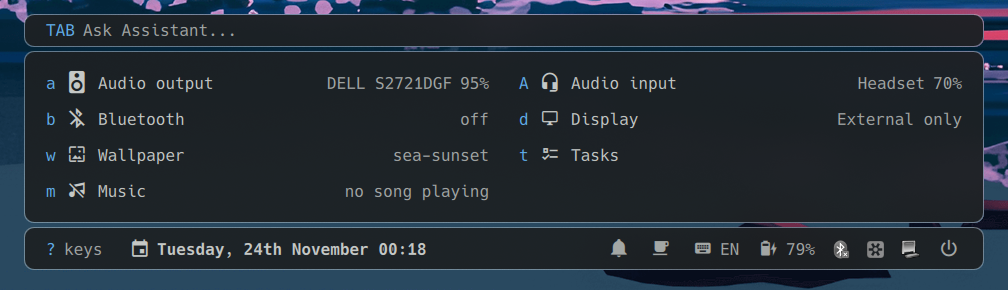 TAB Ask Assistant...
a Audio output DELL S2721DGF 95% A Audio input Headset 70%
b Bluetooth off d Display External only
w Wallpaper sea-sunset t Tasks
m Music no song playing
? keys Tuesday, 24th November 00:18 EN 79%